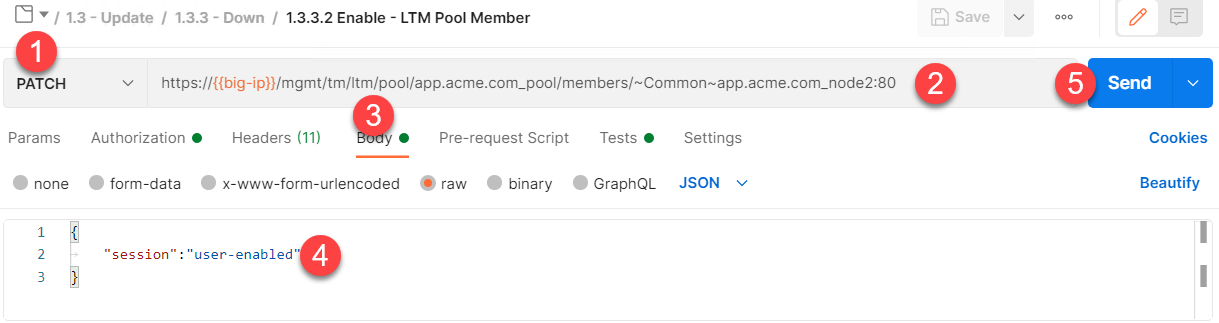 / 1.3 - Update / 1.3.3 - Down / 1.3.3.2 Enable - LTM Pool Member Save ooo
1
PATCH https://{{big-ip}}/mgmt/tm/ltm/pool/app.acme.com_pool/members/~Common~app.acme.com_node2:80 2 5 Send
3
Params Authorization Headers (11) Body Pre-request Script Tests Settings Cookies
none form-data x-www-form-urlencoded raw binary GraphQL JSON Beautify
1 {
2 "session":"user-enabled" 4
3 }